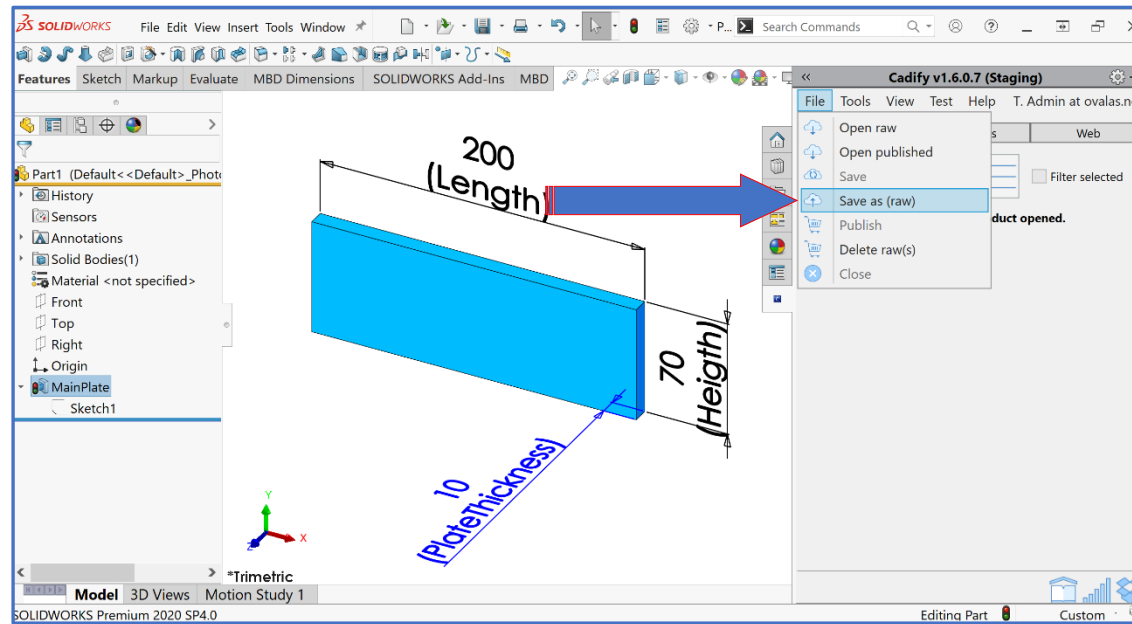 SOLIDWORKS File Edit View Insert Tools Window P... Search Commands
Features Sketch Markup Evaluate MBD Dimensions SOLIDWORKS Add-Ins MBD
Cadify v1.6.0.7 (Staging)
File Tools View Test Help T. Admin at ovalas.n
Open raw
Open published
Save
Save as (raw)
Publish
Delete raw(s)
Close
s Web
Filter selected
duct opened.
Part1 (Default<<Default>_Phot
History
Sensors
Annotations
Solid Bodies(1)
Material <not specified>
Front
Top
Right
Origin
MainPlate
Sketch1
200
(Length)
70
(Heigth)
10
(PlateThickness)
Y
X
Z
*Trimetric
Model 3D Views Motion Study 1
SOLIDWORKS Premium 2020 SP4.0 Editing Part Custom